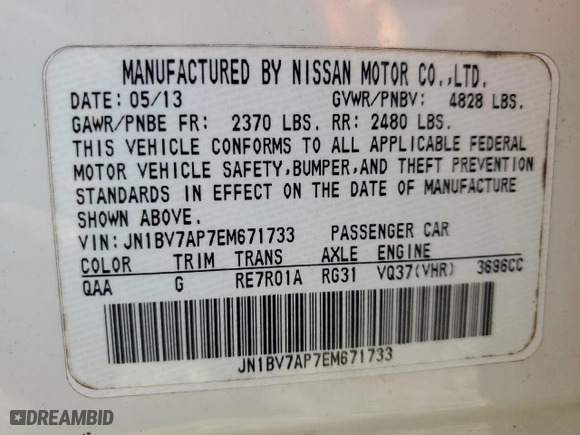 MANUFACTURED BY NISSAN MOTOR CO.,LTD.
DATE: 05/13 GVWR/PNBV: 4828 LBS.
GAWR/PNBE FR: 2370 LBS. RR: 2480 LBS.
THIS VEHICLE CONFORMS TO ALL APPLICABLE FEDERAL
MOTOR VEHICLE SAFETY,BUMPER,AND THEFT PREVENTION
STANDARDS IN EFFECT ON THE DATE OF MANUFACTURE
SHOWN ABOVE.
VIN: JN1BV7AP7EM671733 PASSENGER CAR
COLOR TRIM TRANS AXLE ENGINE
QAA G RE7R01A RG31 VQ37(VHR) 3696CC
JN1BV7AP7EM671733
DREAMBID